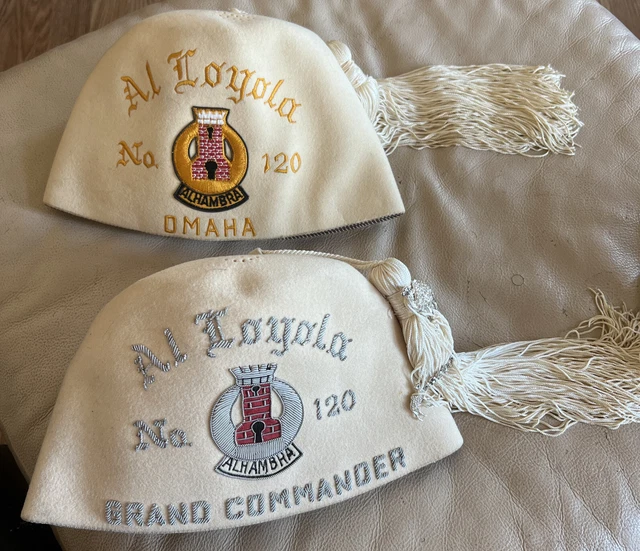 Al Loyola
No. 120
ALHAMBRA
OMAHA
Al Loyola
No. 120
ALHAMBRA
GRAND COMMANDER